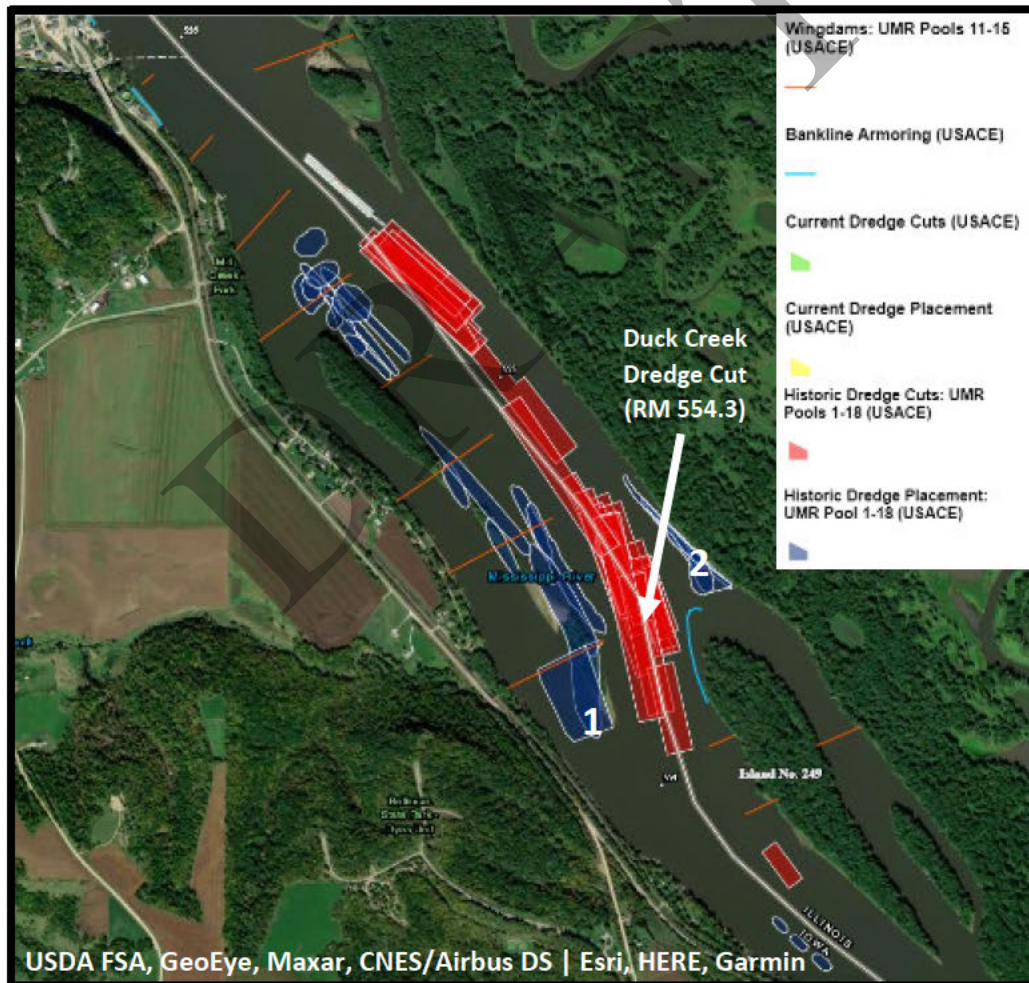 Wingdams: UMR Pools 11-15
(USACE)
Bankline Armoring (USACE)
Current Dredge Cuts (USACE)
Current Dredge Placement
(USACE)
Historic Dredge Cuts: UMR
Pools 1-18 (USACE)
Historic Dredge Placement:
UMR Pool 1-18 (USACE)
Duck Creek
Dredge Cut
(RM 554.3)
2
Mississippi River
1
554
Island No. 249
ILLINOIS
IOWA
USDA FSA, GeoEye, Maxar, CNES/Airbus DS | Esri, HERE, Garmin
DRAFT